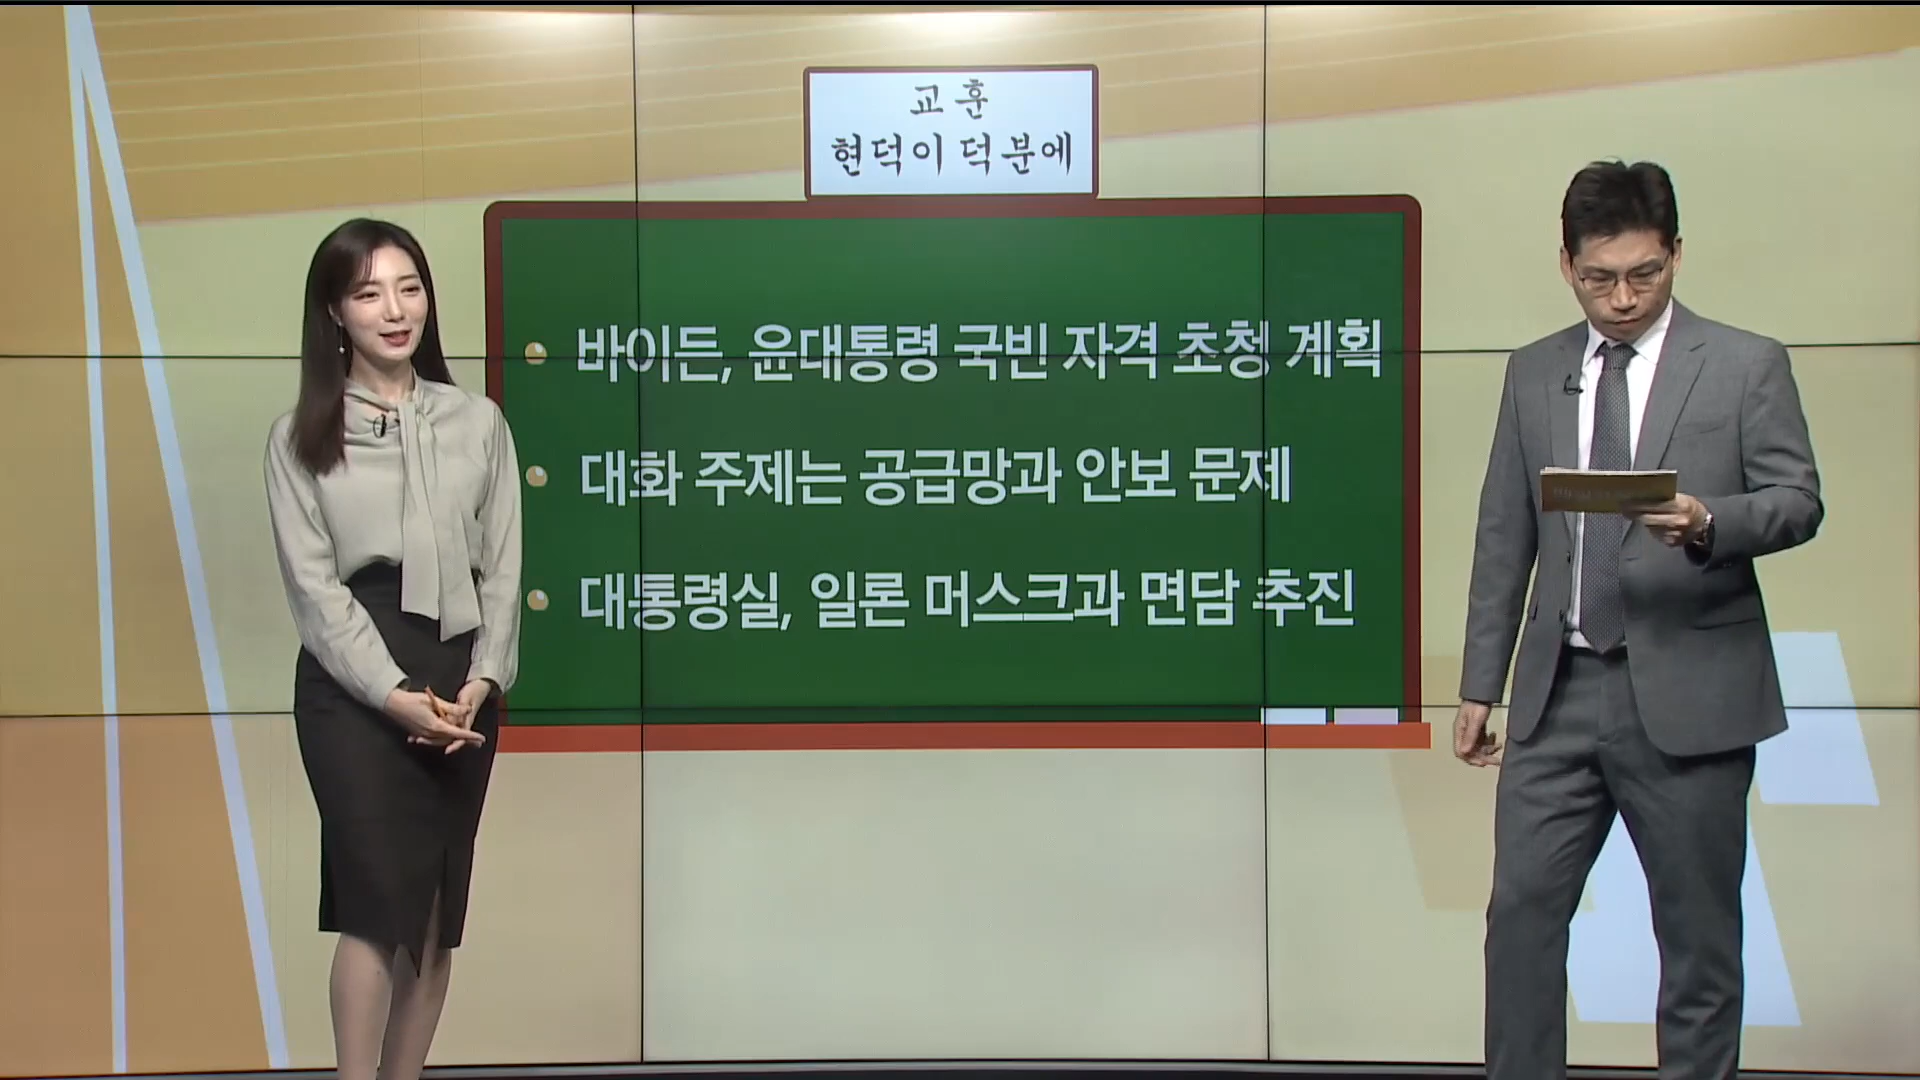 교훈
현덕이 덕분에
바이든, 윤대통령 국빈 자격 초청 계획
대화 주제는 공급망과 안보 문제
대통령실, 일론 머스크과 면담 추진